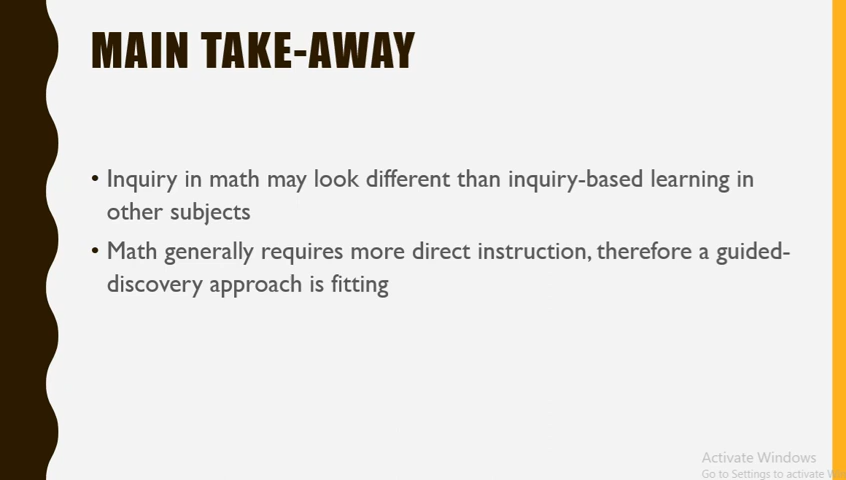 MAIN TAKE-AWAY
• Inquiry in math may look different than inquiry-based learning in
other subjects
• Math generally requires more direct instruction, therefore a guided-
discovery approach is fitting
Activate Windows
Go to Settings to activate